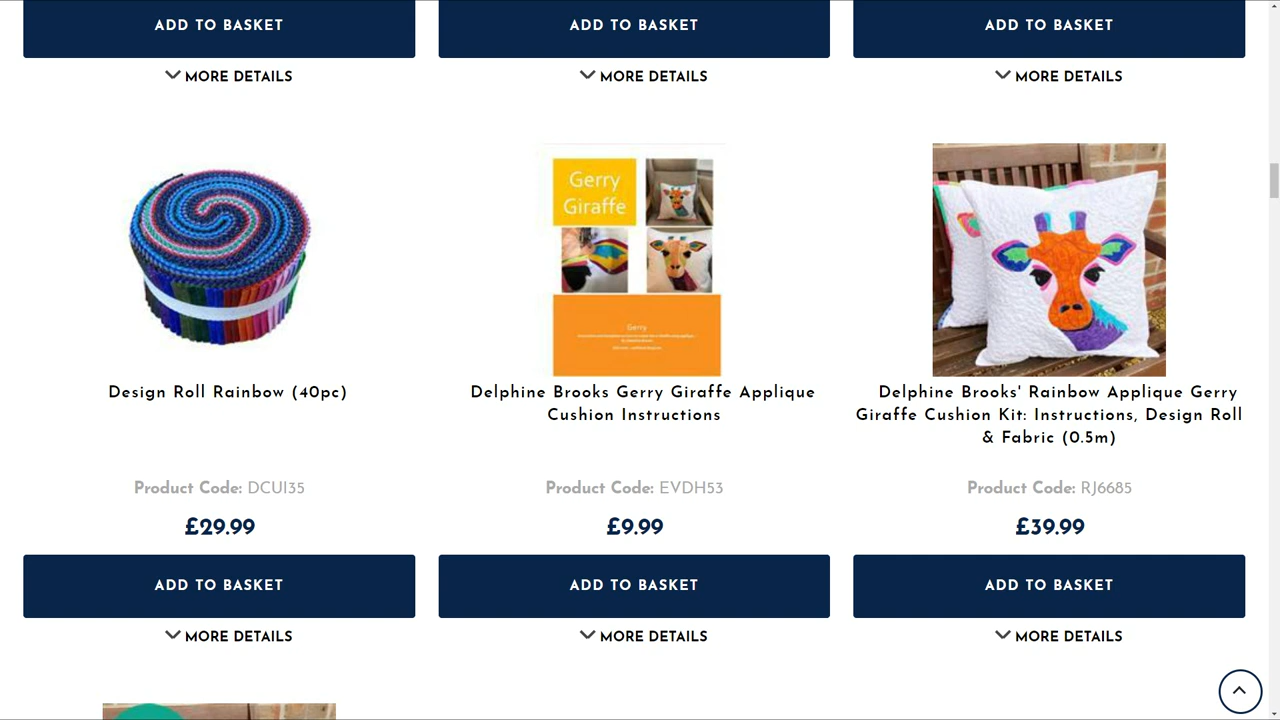 ADD TO BASKET
ADD TO BASKET
ADD TO BASKET
MORE DETAILS
MORE DETAILS
MORE DETAILS
Gerry
Giraffe
Gerry
Design Roll Rainbow (40pc)
Delphine Brooks Gerry Giraffe Applique
Cushion Instructions
Delphine Brooks' Rainbow Applique Gerry
Giraffe Cushion Kit: Instructions, Design Roll
& Fabric (0.5m)
Product Code: DCUI35
Product Code: EVDH53
Product Code: RJ6685
£29.99
£9.99
£39.99
ADD TO BASKET
ADD TO BASKET
ADD TO BASKET
MORE DETAILS
MORE DETAILS
MORE DETAILS